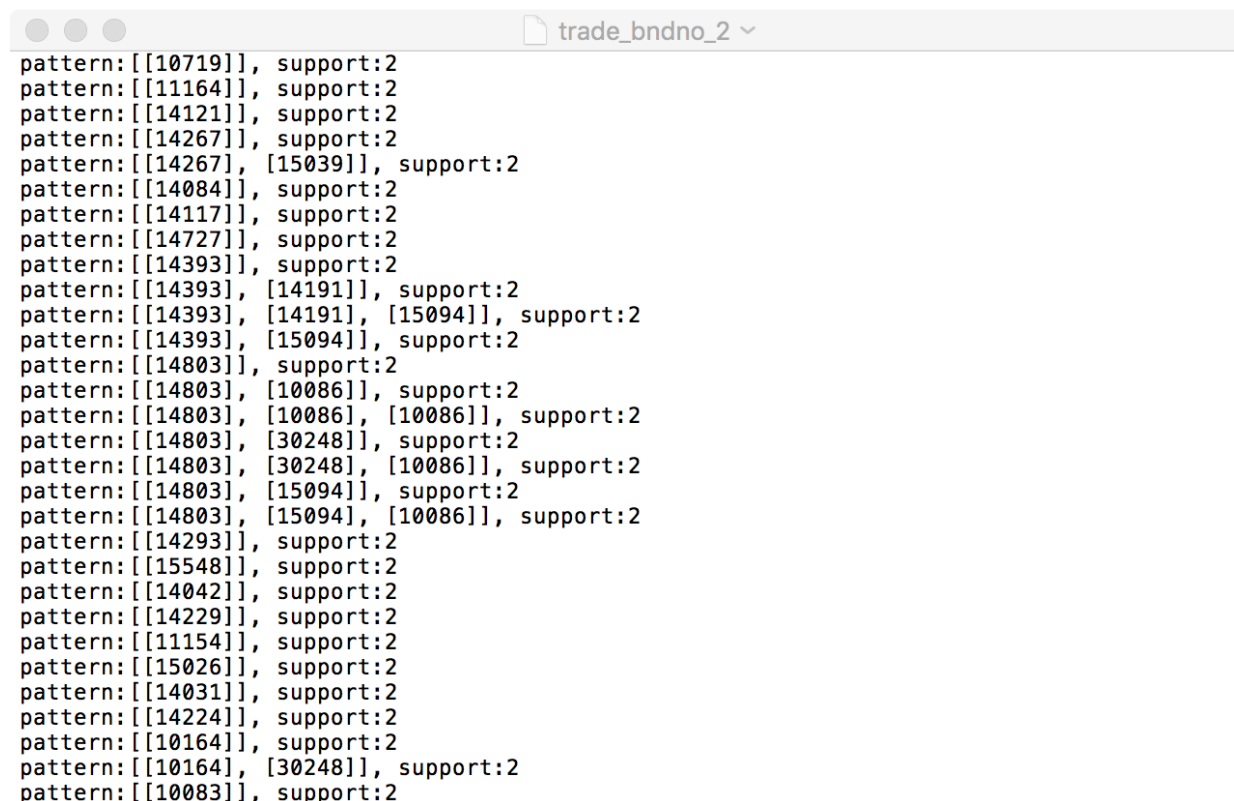 trade_bndno_2
pattern:[[10719]], support:2
pattern:[[11164]], support:2
pattern:[[14121]], support:2
pattern:[[14267]], support:2
pattern:[[14267], [15039]], support:2
pattern:[[14084]], support:2
pattern:[[14117]], support:2
pattern:[[14727]], support:2
pattern:[[14393]], support:2
pattern:[[14393], [14191]], support:2
pattern:[[14393], [14191], [15094]], support:2
pattern:[[14393], [15094]], support:2
pattern:[[14803]], support:2
pattern:[[14803], [10086]], support:2
pattern:[[14803], [10086], [10086]], support:2
pattern:[[14803], [30248]], support:2
pattern:[[14803], [30248], [10086]], support:2
pattern:[[14803], [15094]], support:2
pattern:[[14803], [15094], [10086]], support:2
pattern:[[14293]], support:2
pattern:[[15548]], support:2
pattern:[[14042]], support:2
pattern:[[14229]], support:2
pattern:[[11154]], support:2
pattern:[[15026]], support:2
pattern:[[14031]], support:2
pattern:[[14224]], support:2
pattern:[[10164]], support:2
pattern:[[10164], [30248]], support:2
pattern:[[10083]], support:2